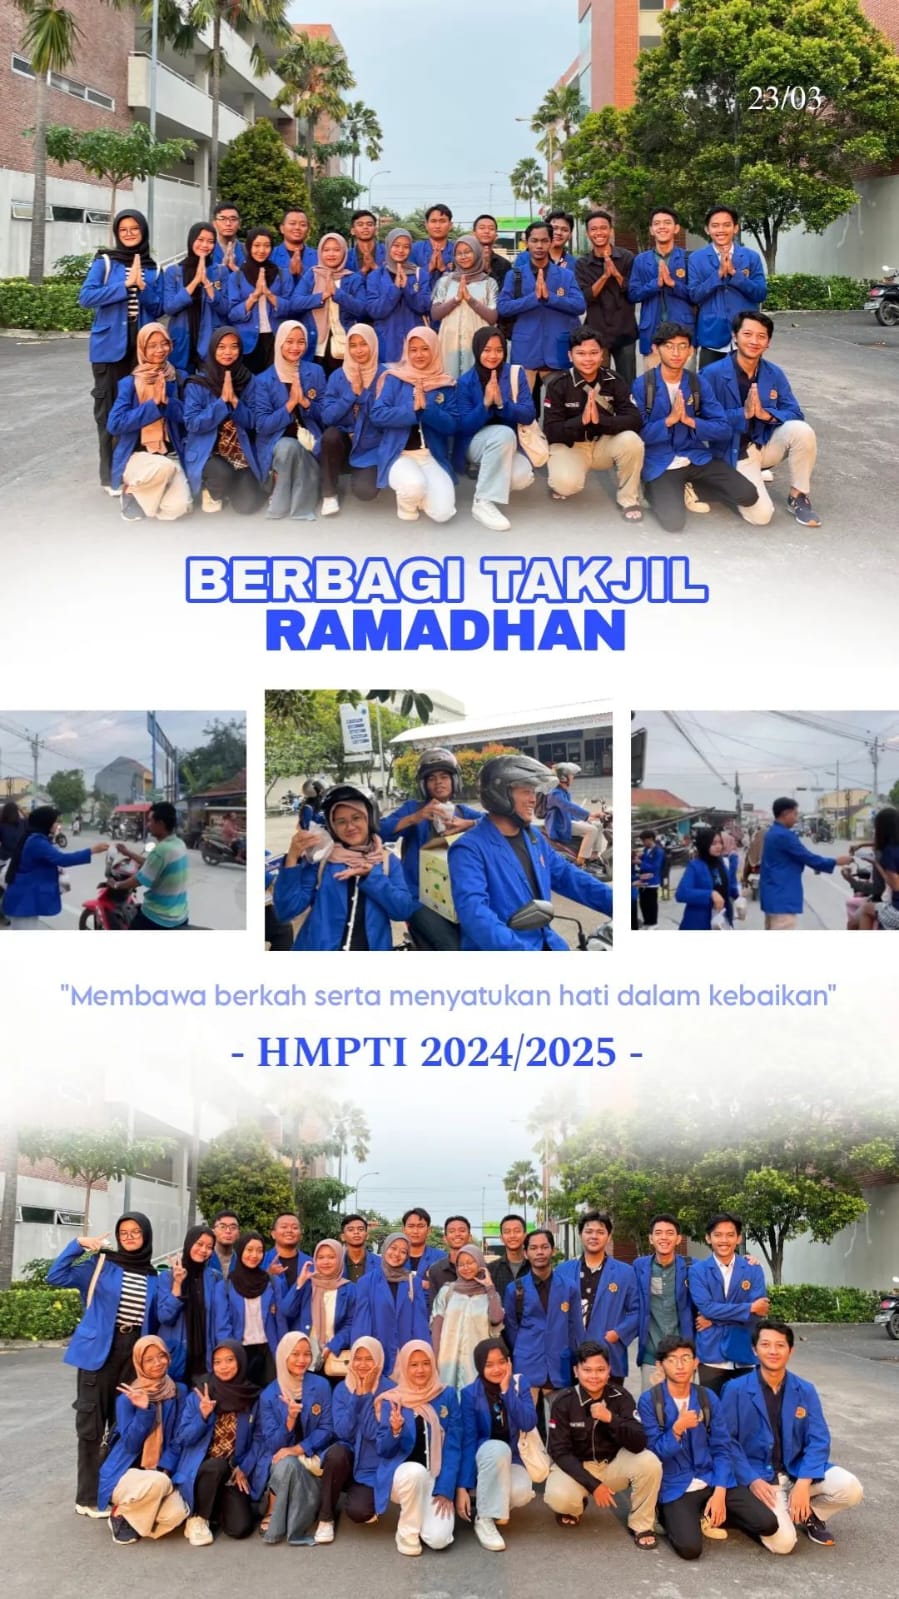 23/03
BERBAGI TAKJIL
RAMADHAN
"Membawa berkah serta menyatukan hati dalam kebaikan"
- HMPTI 2024/2025 -